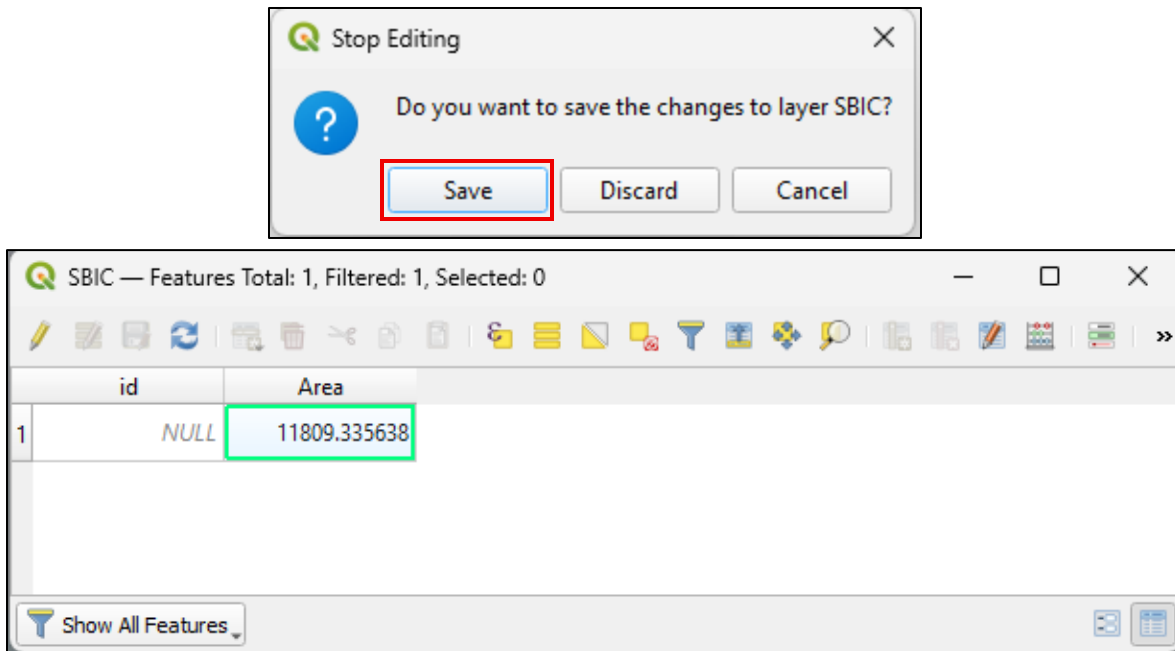 Stop Editing
Do you want to save the changes to layer SBIC?
Save Discard Cancel
SBIC — Features Total: 1, Filtered: 1, Selected: 0
id Area
1 NULL 11809.335638
Show All Features